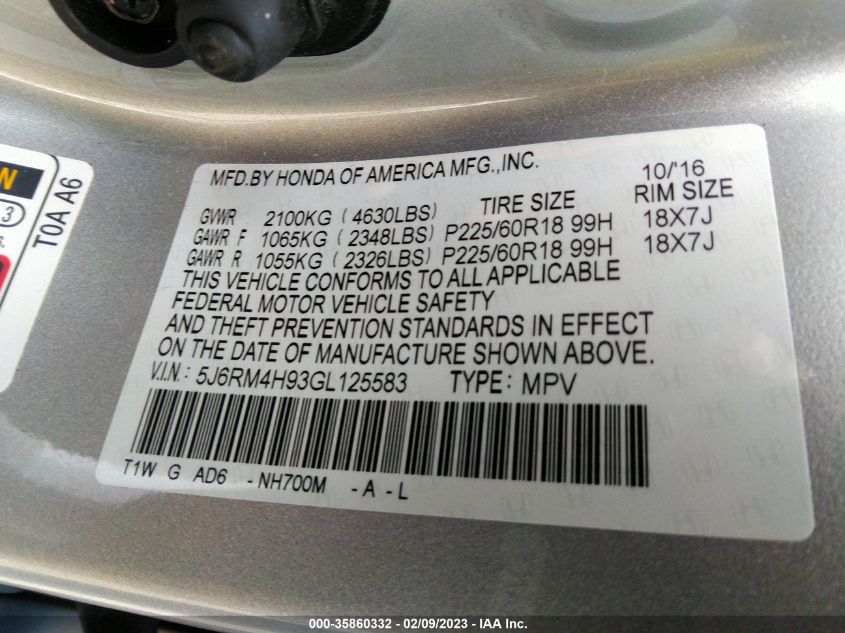 N
3
S.
T0A A6
MFD.BY HONDA OF AMERICA MFG.,INC. 10/'16
TIRE SIZE RIM SIZE
GVWR 2100KG ( 4630LBS)
GAWR F 1065KG ( 2348LBS) P225/60R18 99H 18X7J
GAWR R 1055KG ( 2326LBS) P225/60R18 99H 18X7J
THIS VEHICLE CONFORMS TO ALL APPLICABLE
FEDERAL MOTOR VEHICLE SAFETY
AND THEFT PREVENTION STANDARDS IN EFFECT
ON THE DATE OF MANUFACTURE SHOWN ABOVE.
V.I.N.: 5J6RM4H93GL125583 TYPE: MPV
T1W G AD6 -NH700M -A-L
000-35860332 - 02/09/2023 - IAA Inc.